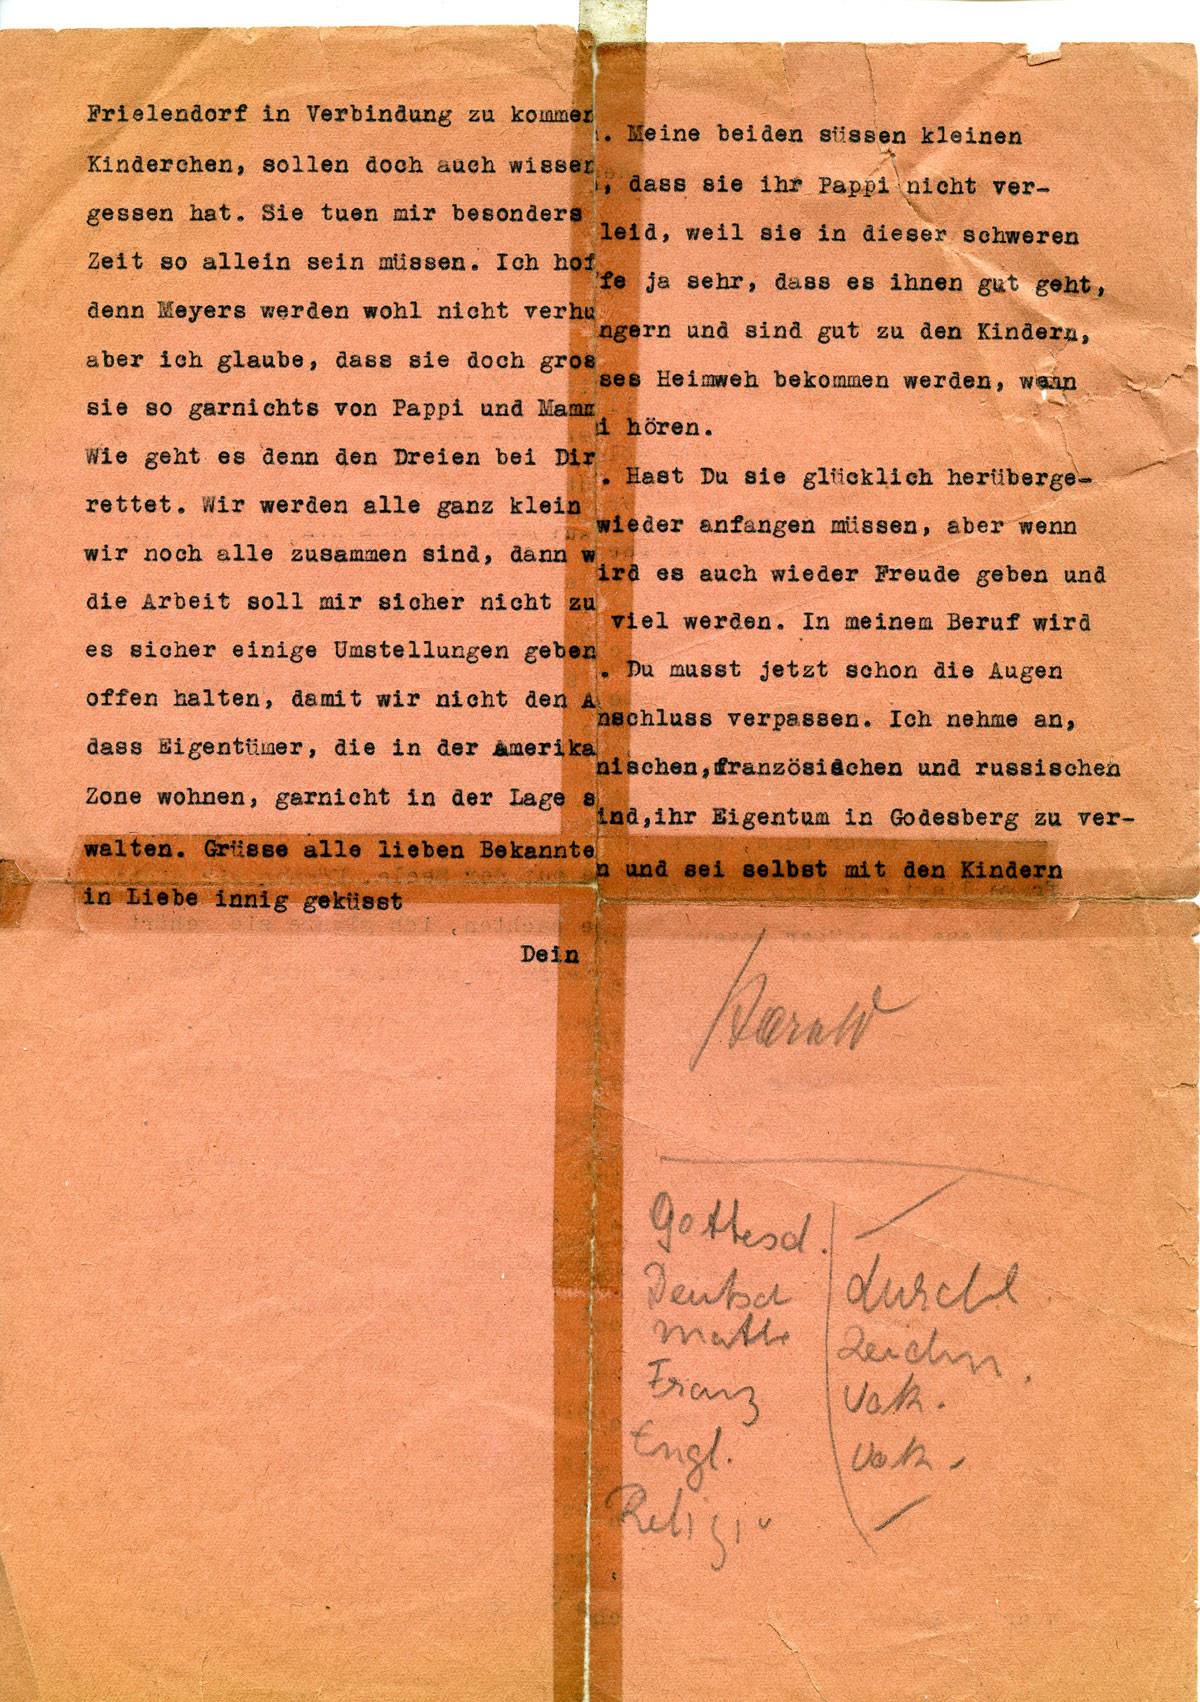 Frielendorf in Verbindung zu kommen. Meine beiden süssen kleinen
Kinderchen, sollen doch auch wissen, dass sie ihr Pappi nicht ver-
gessen hat. Sie tuen mir besonders leid, weil sie in dieser schweren
Zeit so allein sein müssen. Ich hoffe ja sehr, dass es ihnen gut geht,
denn Meyers werden wohl nicht verhungern und sind gut zu den Kindern,
aber ich glaube, dass sie doch grosses Heimweh bekommen werden, wenn
sie so garnichts von Pappi und Mammi hören.
Wie geht es denn den Dreien bei Dir. Hast Du sie glücklich herüberge-
rettet. Wir werden alle ganz klein wieder anfangen müssen, aber wenn
wir noch alle zusammen sind, dann wird es auch wieder Freude geben und
die Arbeit soll mir sicher nicht zu viel werden. In meinem Beruf wird
es sicher einige Umstellungen geben. Du musst jetzt schon die Augen
offen halten, damit wir nicht den Anschluss verpassen. Ich nehme an,
dass Eigentümer, die in der Amerikanischen, französischen und russischen
Zone wohnen, garnicht in der Lage sind, ihr Eigentum in Godesberg zu ver-
walten. Grüsse alle lieben Bekannten und sei selbst mit den Kindern
in Liebe innig geküsst
Dein
Harald
Gottesd.
Deutsch durchl
Math Zeichn.
Franz Vok.
Engl. Vok.
Religi